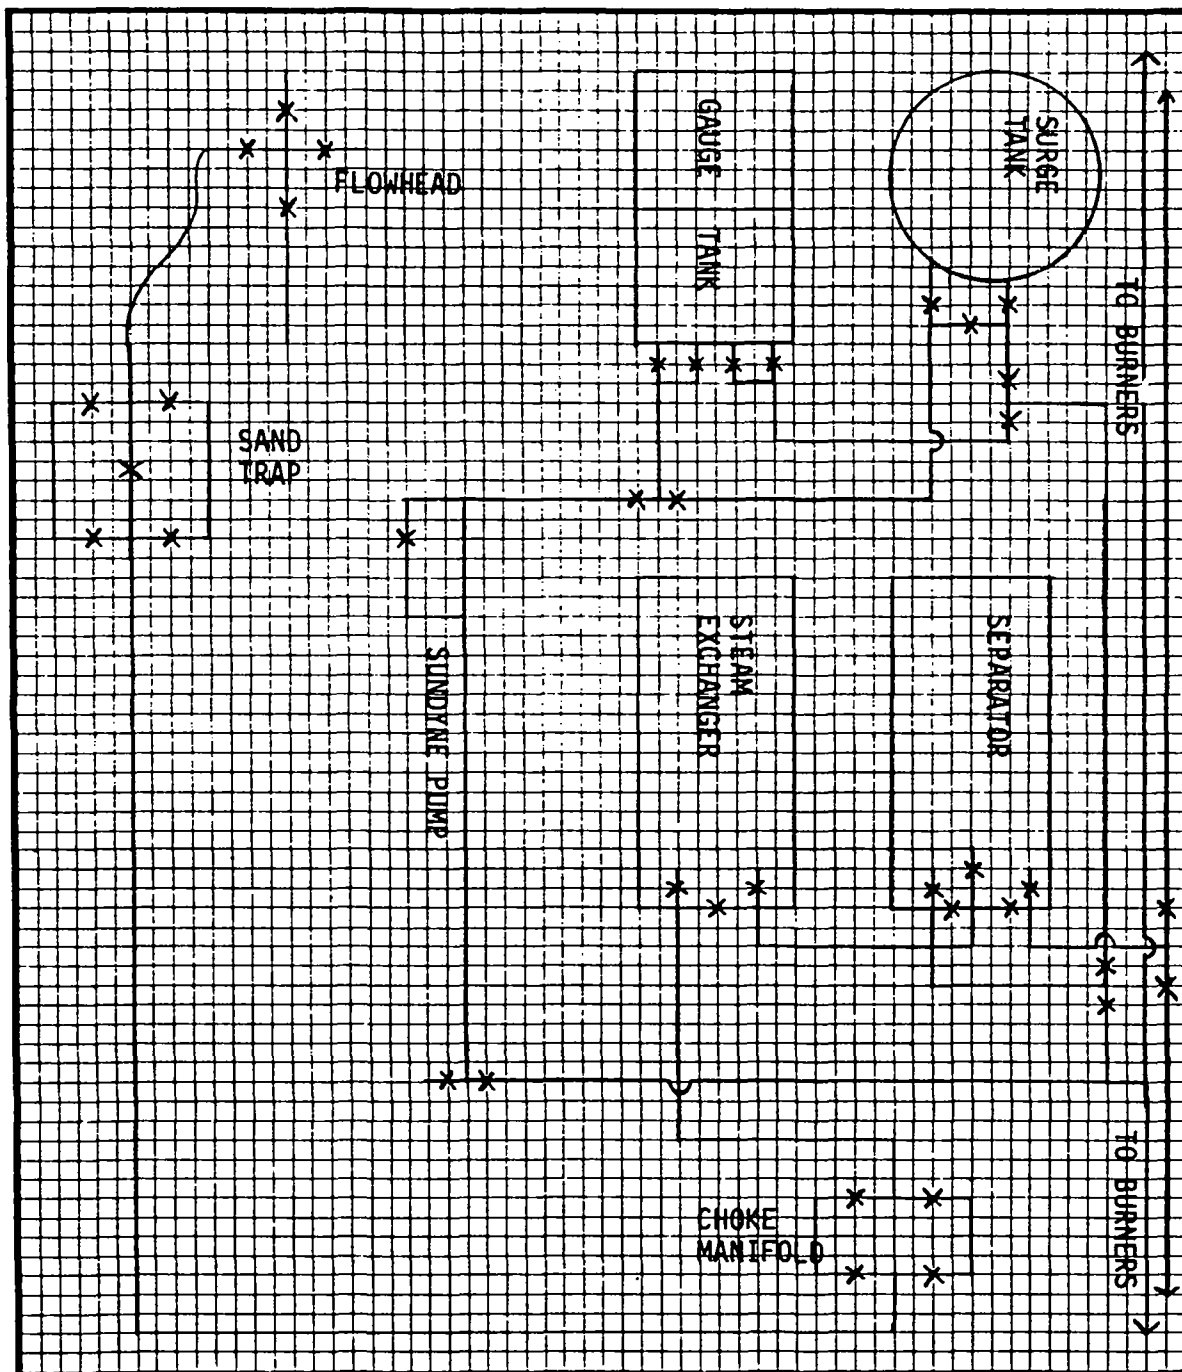 SURGE
TANK
GAUGE TANK
FLOWHEAD
TO BURNERS
SAND
TRAP
STEAM
EXCHANGER
SEPARATOR
SUNDYNE PUMP
CHOKE
MANIFOLD
TO BURNERS